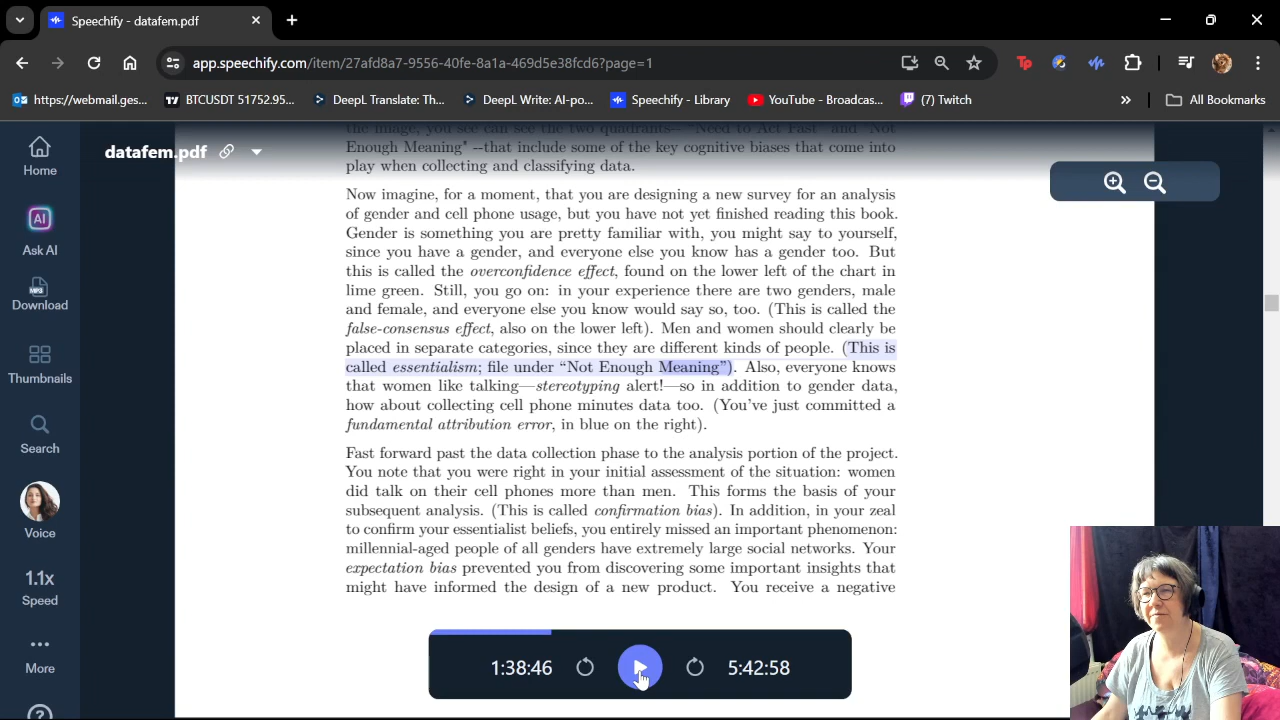 Speechify - datafem.pdf
app.speechify.com/item/27afd8a7-9556-40fe-8a1a-469d5e38fcd6?page=1
https://webmail.ges...
BTCUSDT 51752.95...
DeepL Translate: Th...
DeepL Write: AI-po...
Speechify - Library
YouTube - Broadcas...
(7) Twitch
All Bookmarks
datafem.pdf
Home
AI
Ask AI
MP3
Download
Thumbnails
Search
Voice
1.1x
Speed
More
the image, you see can see the two quadrants-- "Need to Act Fast" and "Not
Enough Meaning" --that include some of the key cognitive biases that come into
play when collecting and classifying data.
Now imagine, for a moment, that you are designing a new survey for an analysis
of gender and cell phone usage, but you have not yet finished reading this book.
Gender is something you are pretty familiar with, you might say to yourself,
since you have a gender, and everyone else you know has a gender too. But
this is called the overconfidence effect, found on the lower left of the chart in
lime green. Still, you go on: in your experience there are two genders, male
and female, and everyone else you know would say so, too. (This is called the
false-consensus effect, also on the lower left). Men and women should clearly be
placed in separate categories, since they are different kinds of people. (This is
called essentialism; file under “Not Enough Meaning”). Also, everyone knows
that women like talking—stereotyping alert!—so in addition to gender data,
how about collecting cell phone minutes data too. (You’ve just committed a
fundamental attribution error, in blue on the right).
Fast forward past the data collection phase to the analysis portion of the project.
You note that you were right in your initial assessment of the situation: women
did talk on their cell phones more than men. This forms the basis of your
subsequent analysis. (This is called confirmation bias). In addition, in your zeal
to confirm your essentialist beliefs, you entirely missed an important phenomenon:
millennial-aged people of all genders have extremely large social networks. Your
expectation bias prevented you from discovering some important insights that
might have informed the design of a new product. You receive a negative
1:38:46
5:42:58